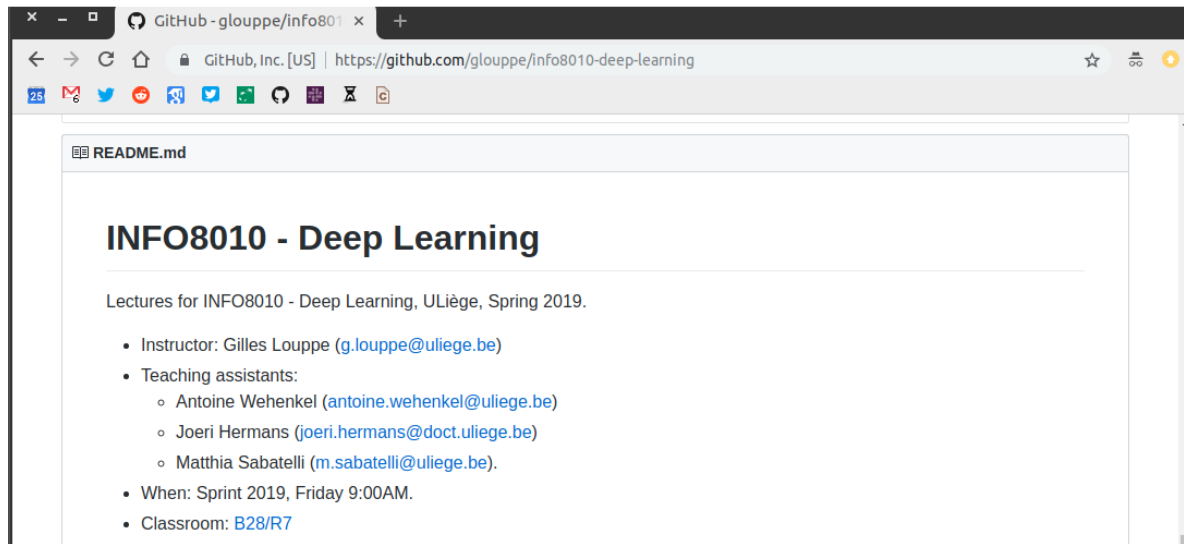 GitHub - glouppe/info801
GitHub, Inc. [US] | https://github.com/glouppe/info8010-deep-learning
25 6 C
README.md
INFO8010 - Deep Learning
Lectures for INFO8010 - Deep Learning, ULiège, Spring 2019.
• Instructor: Gilles Louppe (g.louppe@uliege.be)
• Teaching assistants:
◦ Antoine Wehenkel (antoine.wehenkel@uliege.be)
◦ Joeri Hermans (joeri.hermans@doct.uliege.be)
◦ Matthia Sabatelli (m.sabatelli@uliege.be).
• When: Sprint 2019, Friday 9:00AM.
• Classroom: B28/R7